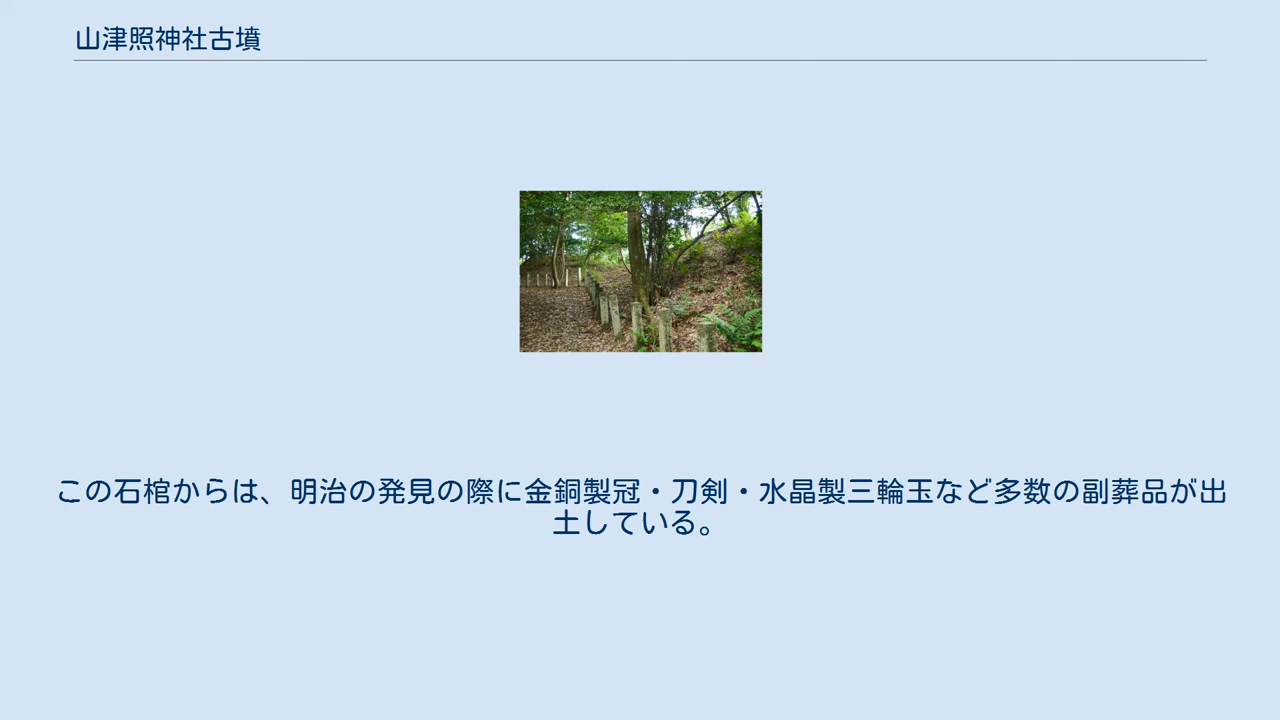 山津照神社古墳
この石棺からは、明治の発見の際に金銅製冠・刀剣・水晶製三輪玉など多数の副葬品が出
土している。